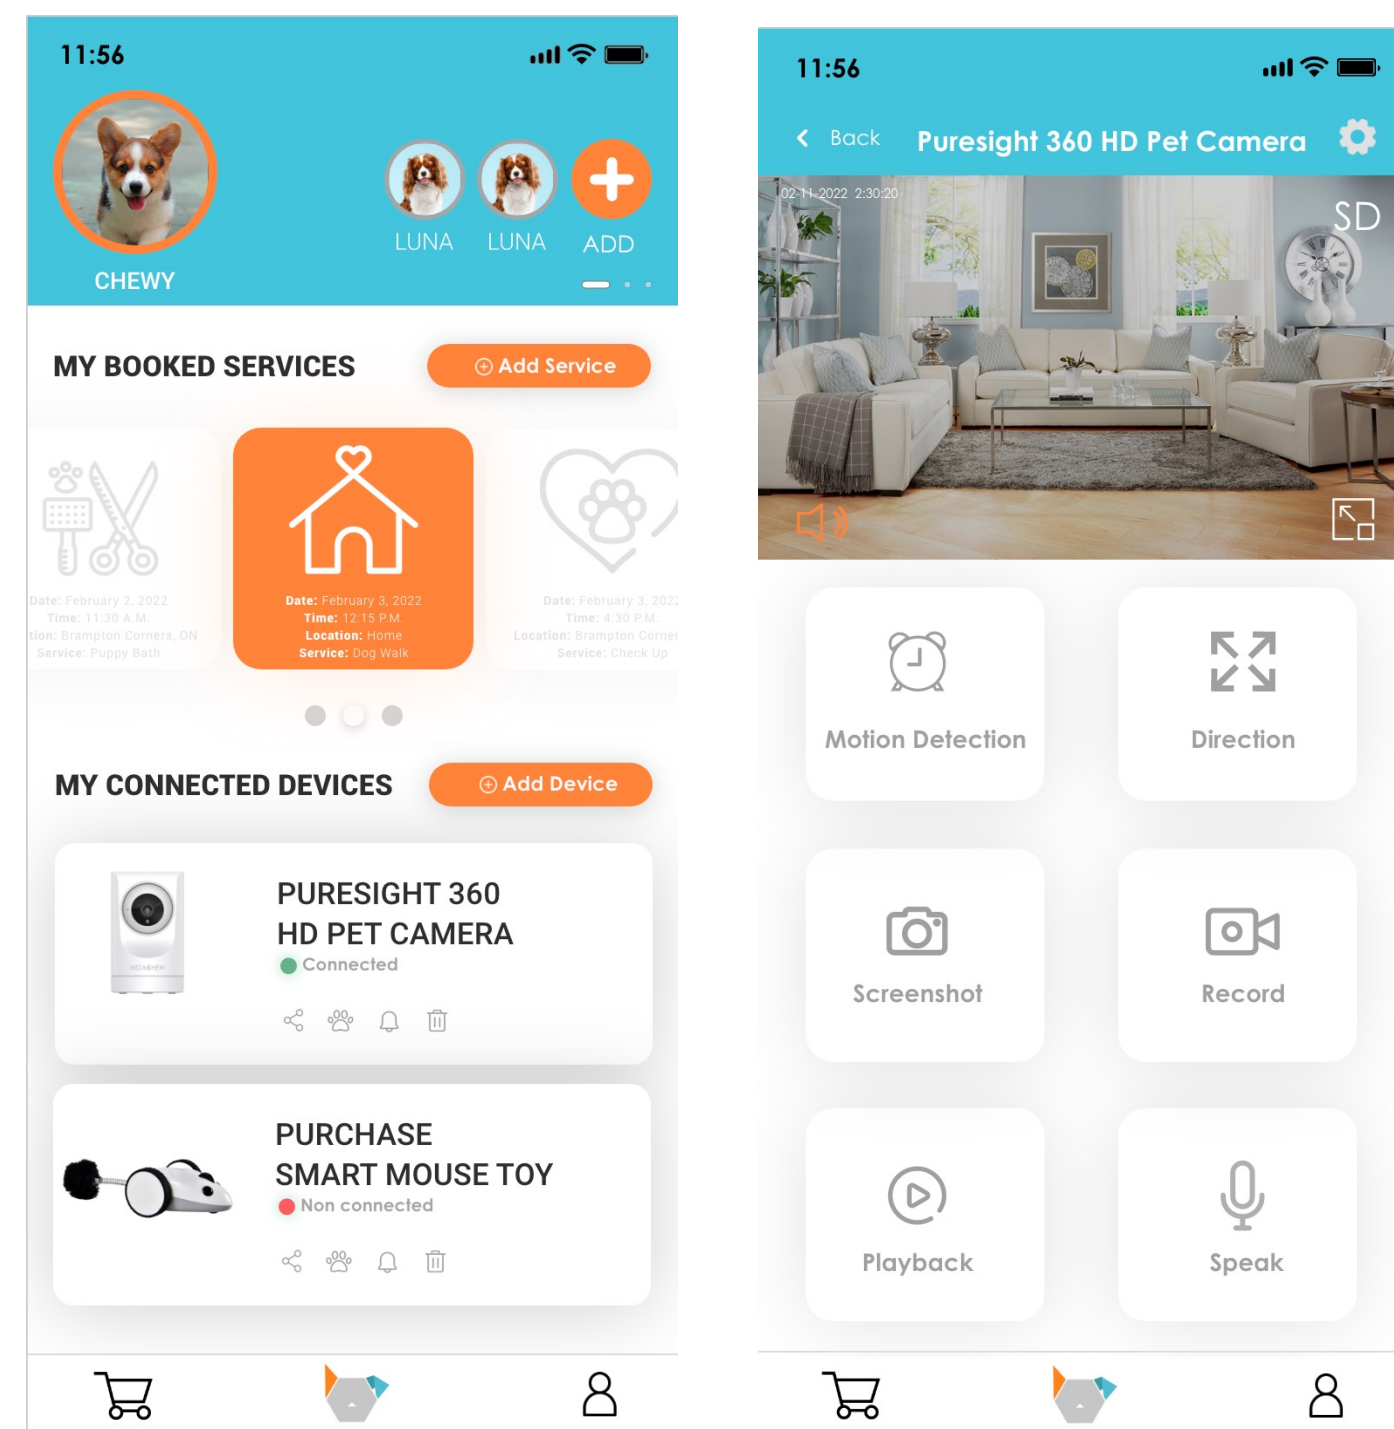 11:56
LUNA
LUNA
ADD
CHEWY
MY BOOKED SERVICES
Add Service
Date: February 2, 2022
Time: 11:30 A.M.
tion: Brampton Corners, ON
Service: Puppy Bath
Date: February 3, 2022
Time: 12:15 P.M.
Location: Home
Service: Dog Walk
Date: February 3, 202
Time: 4:30 P.M.
Location: Brampton Corner
Service: Check Up
MY CONNECTED DEVICES
Add Device
PURESIGHT 360
HD PET CAMERA
Connected
PURCHASE
SMART MOUSE TOY
Non connected
11:56
Back
Puresight 360 HD Pet Camera
02-11-2022 2:30:20
SD
Motion Detection
Direction
Screenshot
Record
Playback
Speak